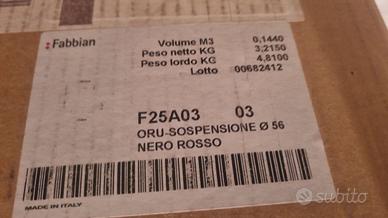 Fabbian
Volume M3 0,1440
Peso netto KG 3,2150
Peso lordo KG 4,8100
Lotto 00682412
F25A03 03
ORU-SOSPENSIONE Ø 56
NERO ROSSO
MADE IN ITALY
subito